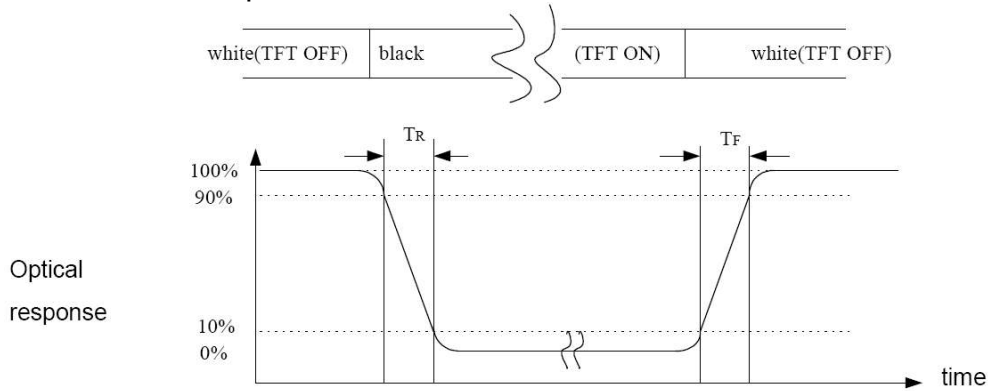 white(TFT OFF) black (TFT ON) white(TFT OFF)
TR TF
100%
90%
Optical
response
10%
0%
time